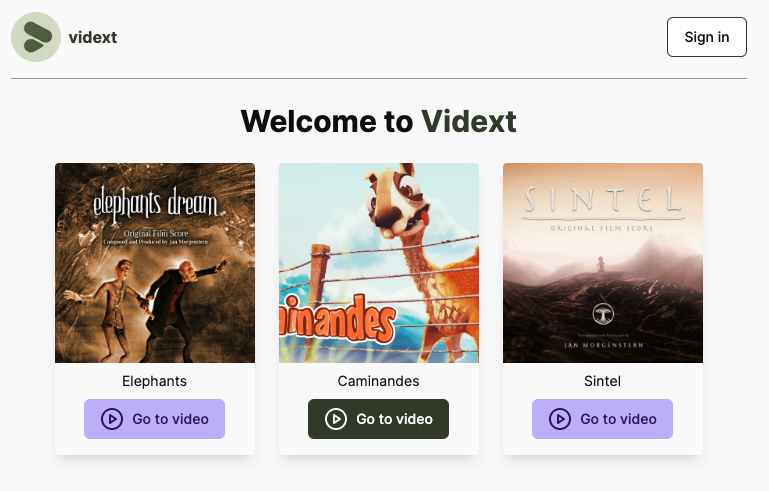 vidext
Sign in
Welcome to Vidext
elephants dream
Original Film Score
Composed and Produced by Jan Morgenstern
minandes
SINTEL
ORIGINAL FILM SCORE
Composed and Produced by
JAN MORGENSTERN
Elephants
Caminandes
Sintel
Go to video
Go to video
Go to video